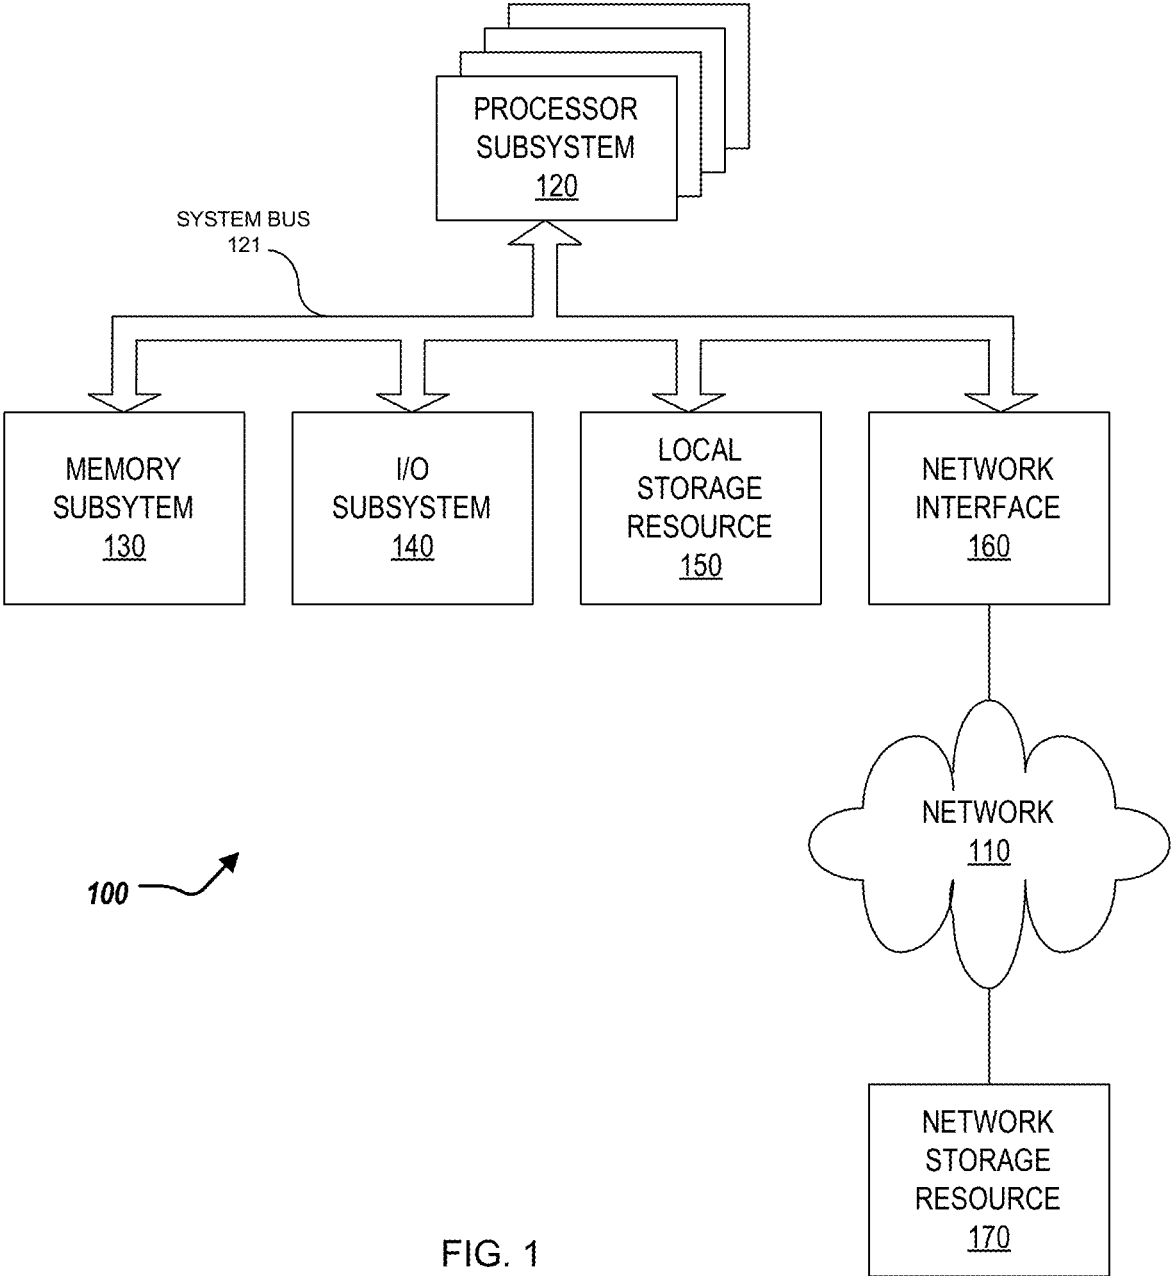 PROCESSOR
SUBSYSTEM
120
SYSTEM BUS
121
MEMORY
SUBSYTEM
130
I/O
SUBSYSTEM
140
LOCAL
STORAGE
RESOURCE
150
NETWORK
INTERFACE
160
NETWORK
110
100
NETWORK
STORAGE
RESOURCE
170
FIG. 1